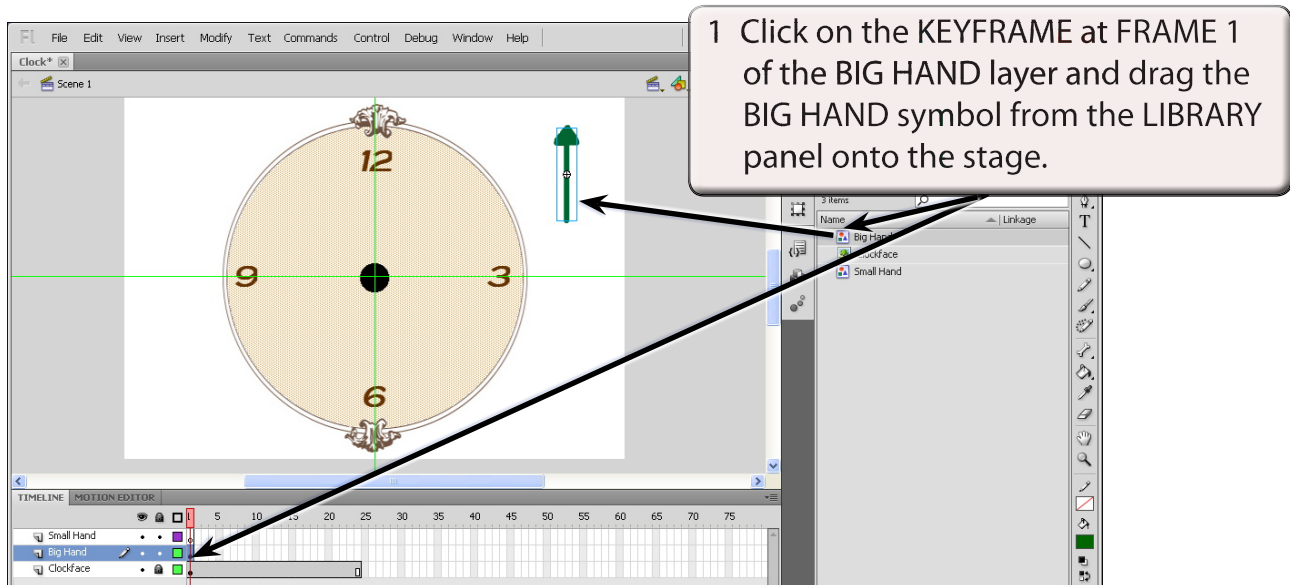 1 Click on the KEYFRAME at FRAME 1
of the BIG HAND layer and drag the
BIG HAND symbol from the LIBRARY
panel onto the stage.
Fl File Edit View Insert Modify Text Commands Control Debug Window Help
Clock*
Scene 1
12
9 3
6
3 items
Name Linkage
Big Hand
Clockface
Small Hand
T
TIMELINE MOTION EDITOR
1 5 10 15 20 25 30 35 40 45 50 55 60 65 70 75
Small Hand
Big Hand
Clockface